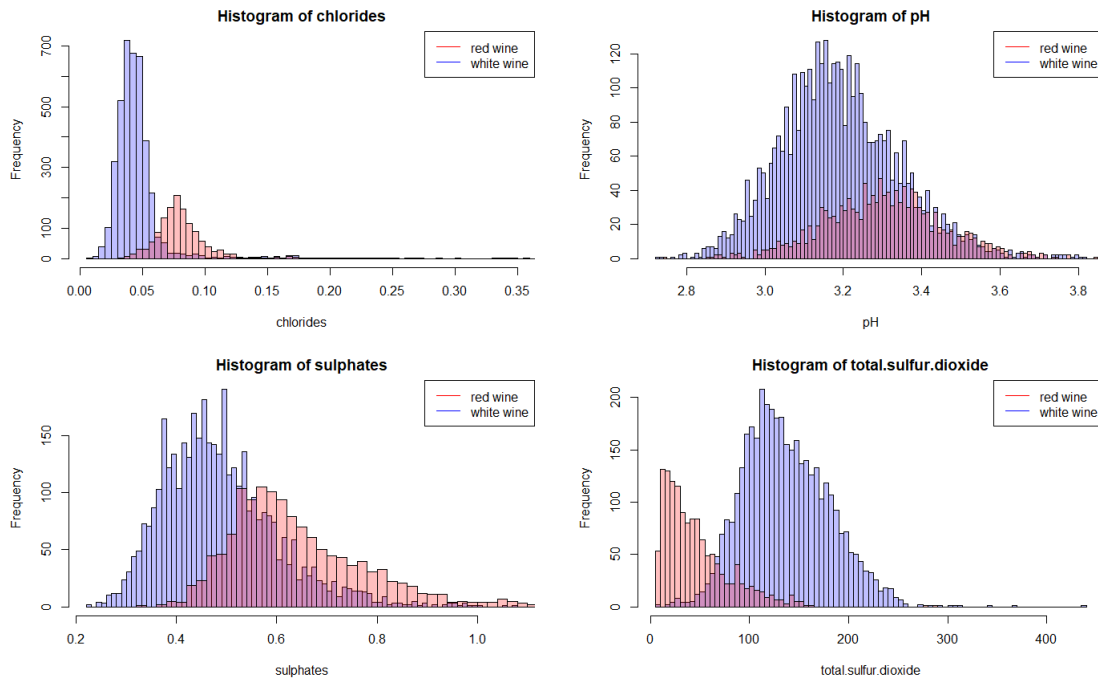 Histogram of chlorides
red wine
white wine
Frequency
0 100 300 500 700
0.00 0.05 0.10 0.15 0.20 0.25 0.30 0.35
chlorides
Histogram of pH
red wine
white wine
Frequency
0 20 40 60 80 100 120
2.8 3.0 3.2 3.4 3.6 3.8
pH
Histogram of sulphates
red wine
white wine
Frequency
0 50 100 150
0.2 0.4 0.6 0.8 1.0
sulphates
Histogram of total.sulfur.dioxide
red wine
white wine
Frequency
0 50 100 150 200
0 100 200 300 400
total.sulfur.dioxide